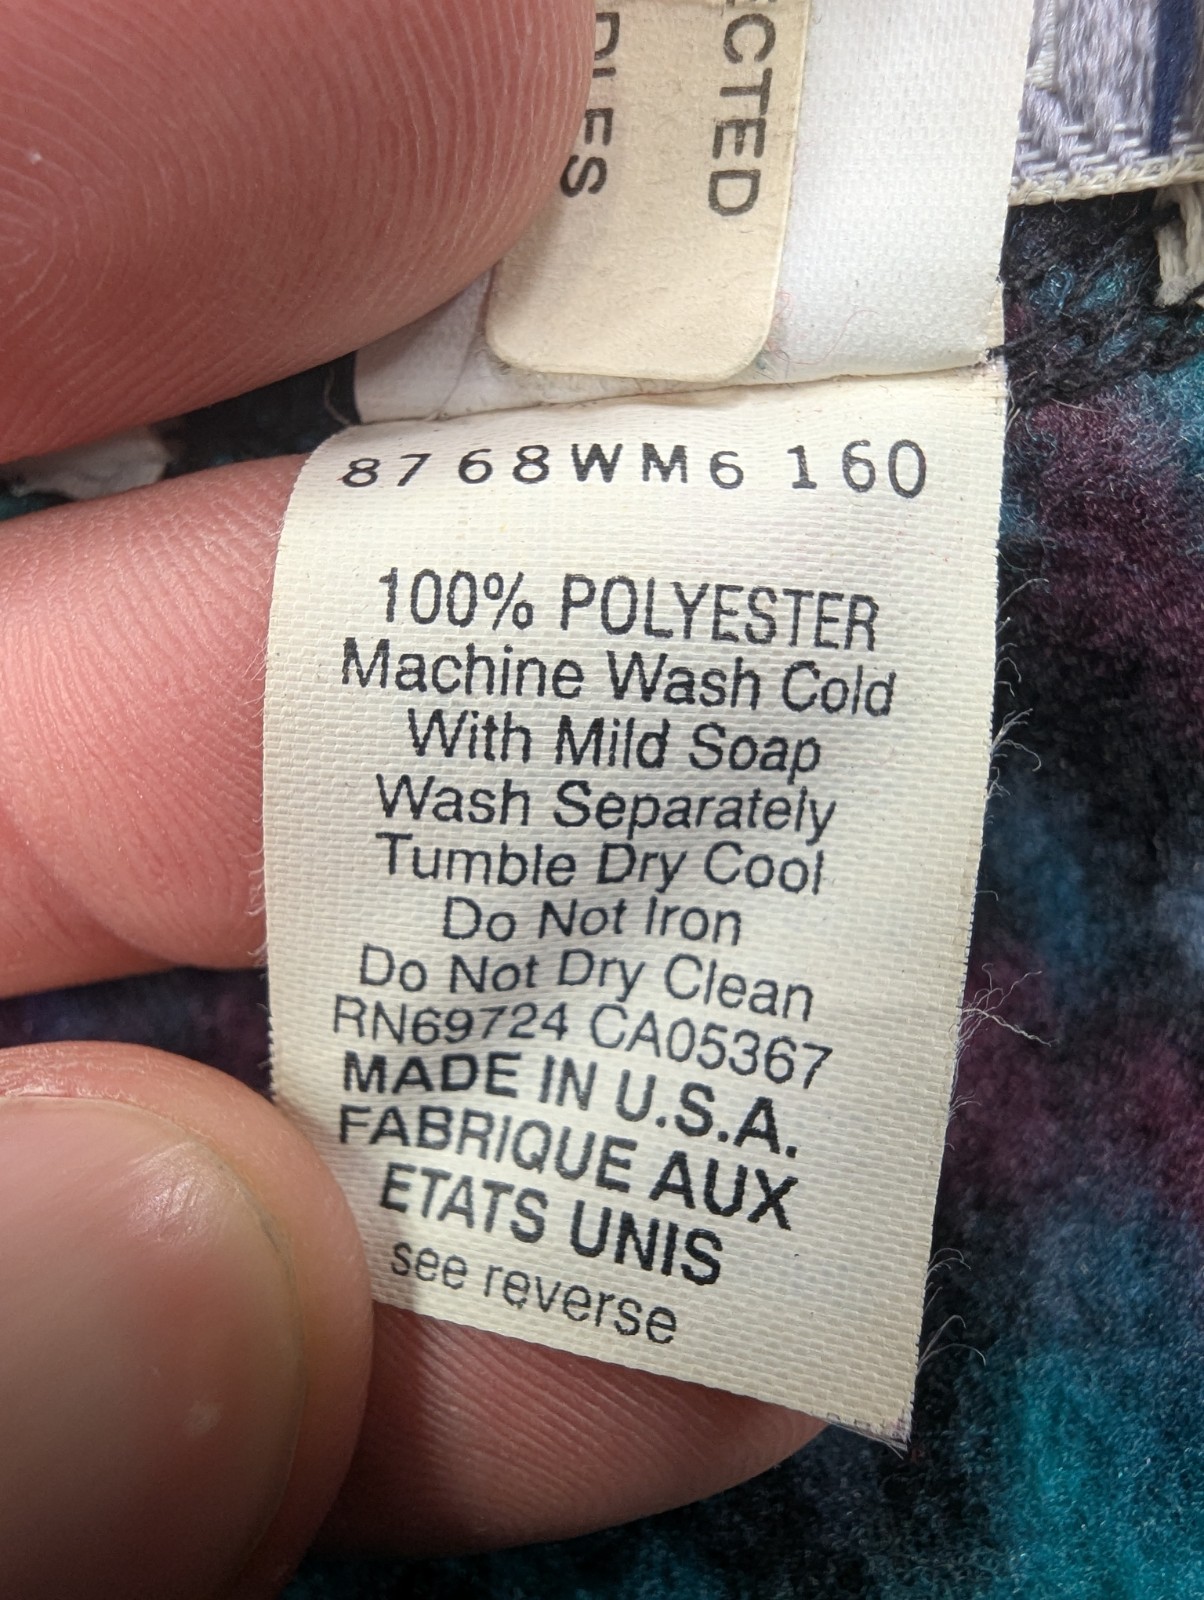 8768WM6 160
100% POLYESTER
Machine Wash Cold
With Mild Soap
Wash Separately
Tumble Dry Cool
Do Not Iron
Do Not Dry Clean
RN69724 CA05367
MADE IN U.S.A.
FABRIQUE AUX
ETATS UNIS
see reverse